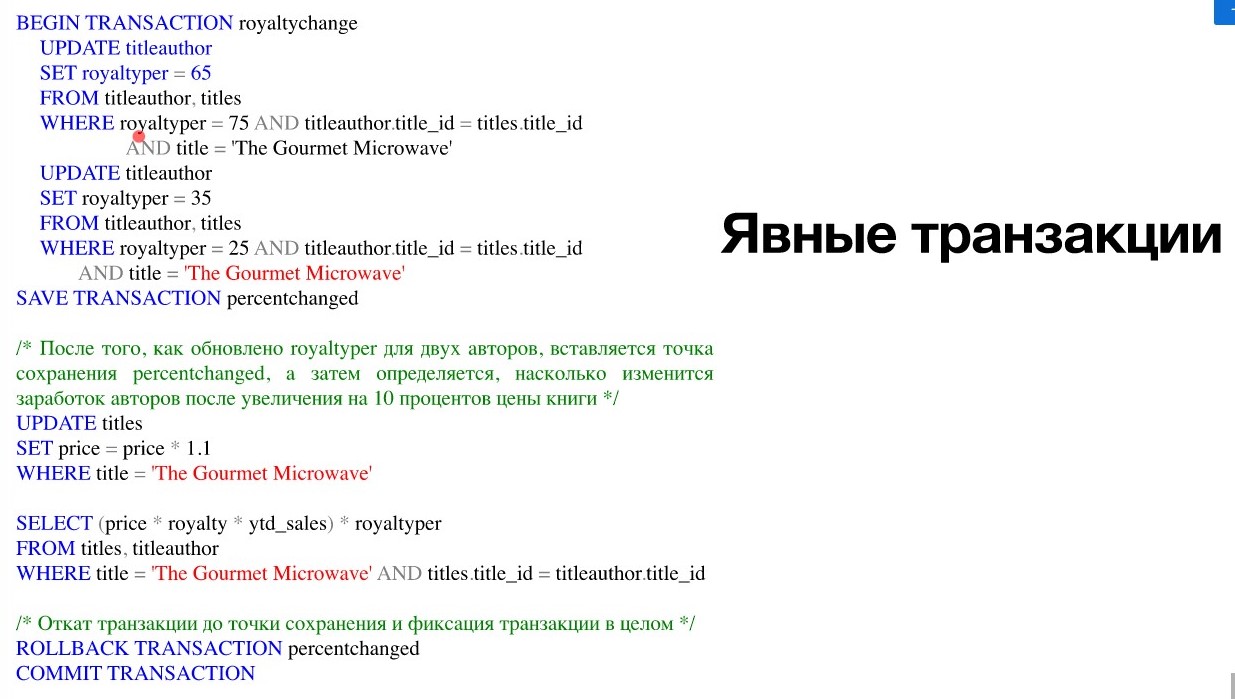 BEGIN TRANSACTION royaltychange
UPDATE titleauthor
SET royaltyper = 65
FROM titleauthor, titles
WHERE royaltyper = 75 AND titleauthor.title_id = titles.title_id
AND title = 'The Gourmet Microwave'
UPDATE titleauthor
SET royaltyper = 35
FROM titleauthor, titles
WHERE royaltyper = 25 AND titleauthor.title_id = titles.title_id
AND title = 'The Gourmet Microwave'
SAVE TRANSACTION percentchanged
/* После того, как обновлено royaltyper для двух авторов, вставляется точка
сохранения percentchanged, а затем определяется, насколько изменится
заработок авторов после увеличения на 10 процентов цены книги */
UPDATE titles
SET price = price * 1.1
WHERE title = 'The Gourmet Microwave'
SELECT (price * royalty * ytd_sales) * royaltyper
FROM titles, titleauthor
WHERE title = 'The Gourmet Microwave' AND titles.title_id = titleauthor.title_id
/* Откат транзакции до точки сохранения и фиксация транзакции в целом */
ROLLBACK TRANSACTION percentchanged
COMMIT TRANSACTION
Явные транзакции